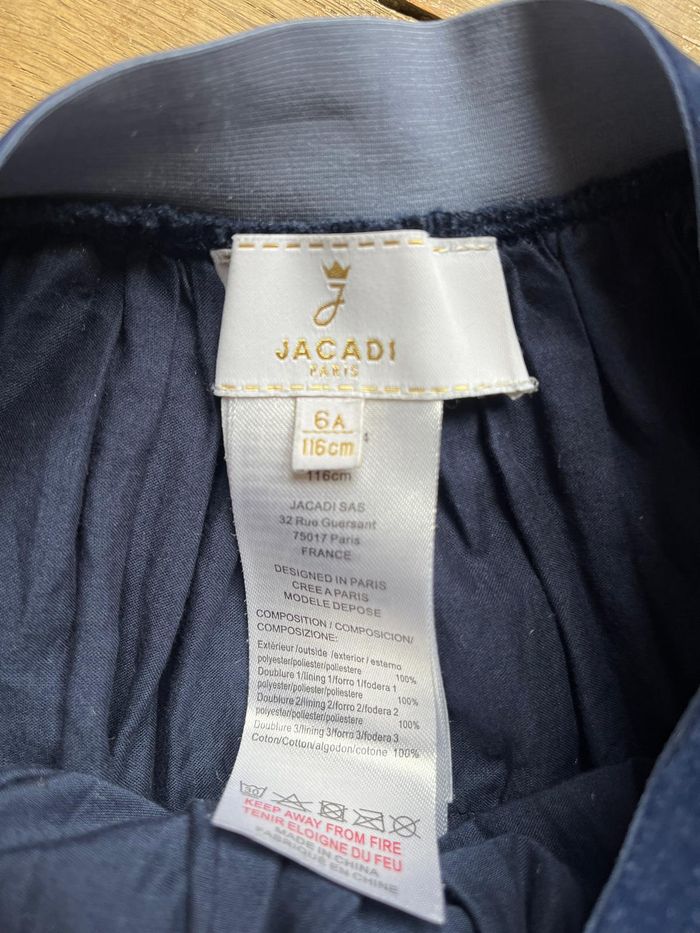 J
JACADI
PARIS
6A
116cm
116cm
JACADI SAS
32 Rue Guersant
75017 Paris
FRANCE
DESIGNED IN PARIS
CREE A PARIS
MODELE DEPOSE
COMPOSITION / COMPOSICION/
COMPOSIZIONE:
Extérieur /outside /exterior / esterno
polyester/poliester/poliestere 100%
Doublure 1/lining 1/forro 1/fodera 1
polyester/poliester/poliestere 100%
Doublure 2/lining 2/forro 2/fodera 2
polyester/poliester/poliestere 100%
Doublure 3/lining 3/forro 3/fodera 3
Coton/Cotton/algodon/cotone 100%
30
KEEP AWAY FROM FIRE
TENIR ELOIGNE DU FEU
MADE IN CHINA
FABRIQUE EN CHINE